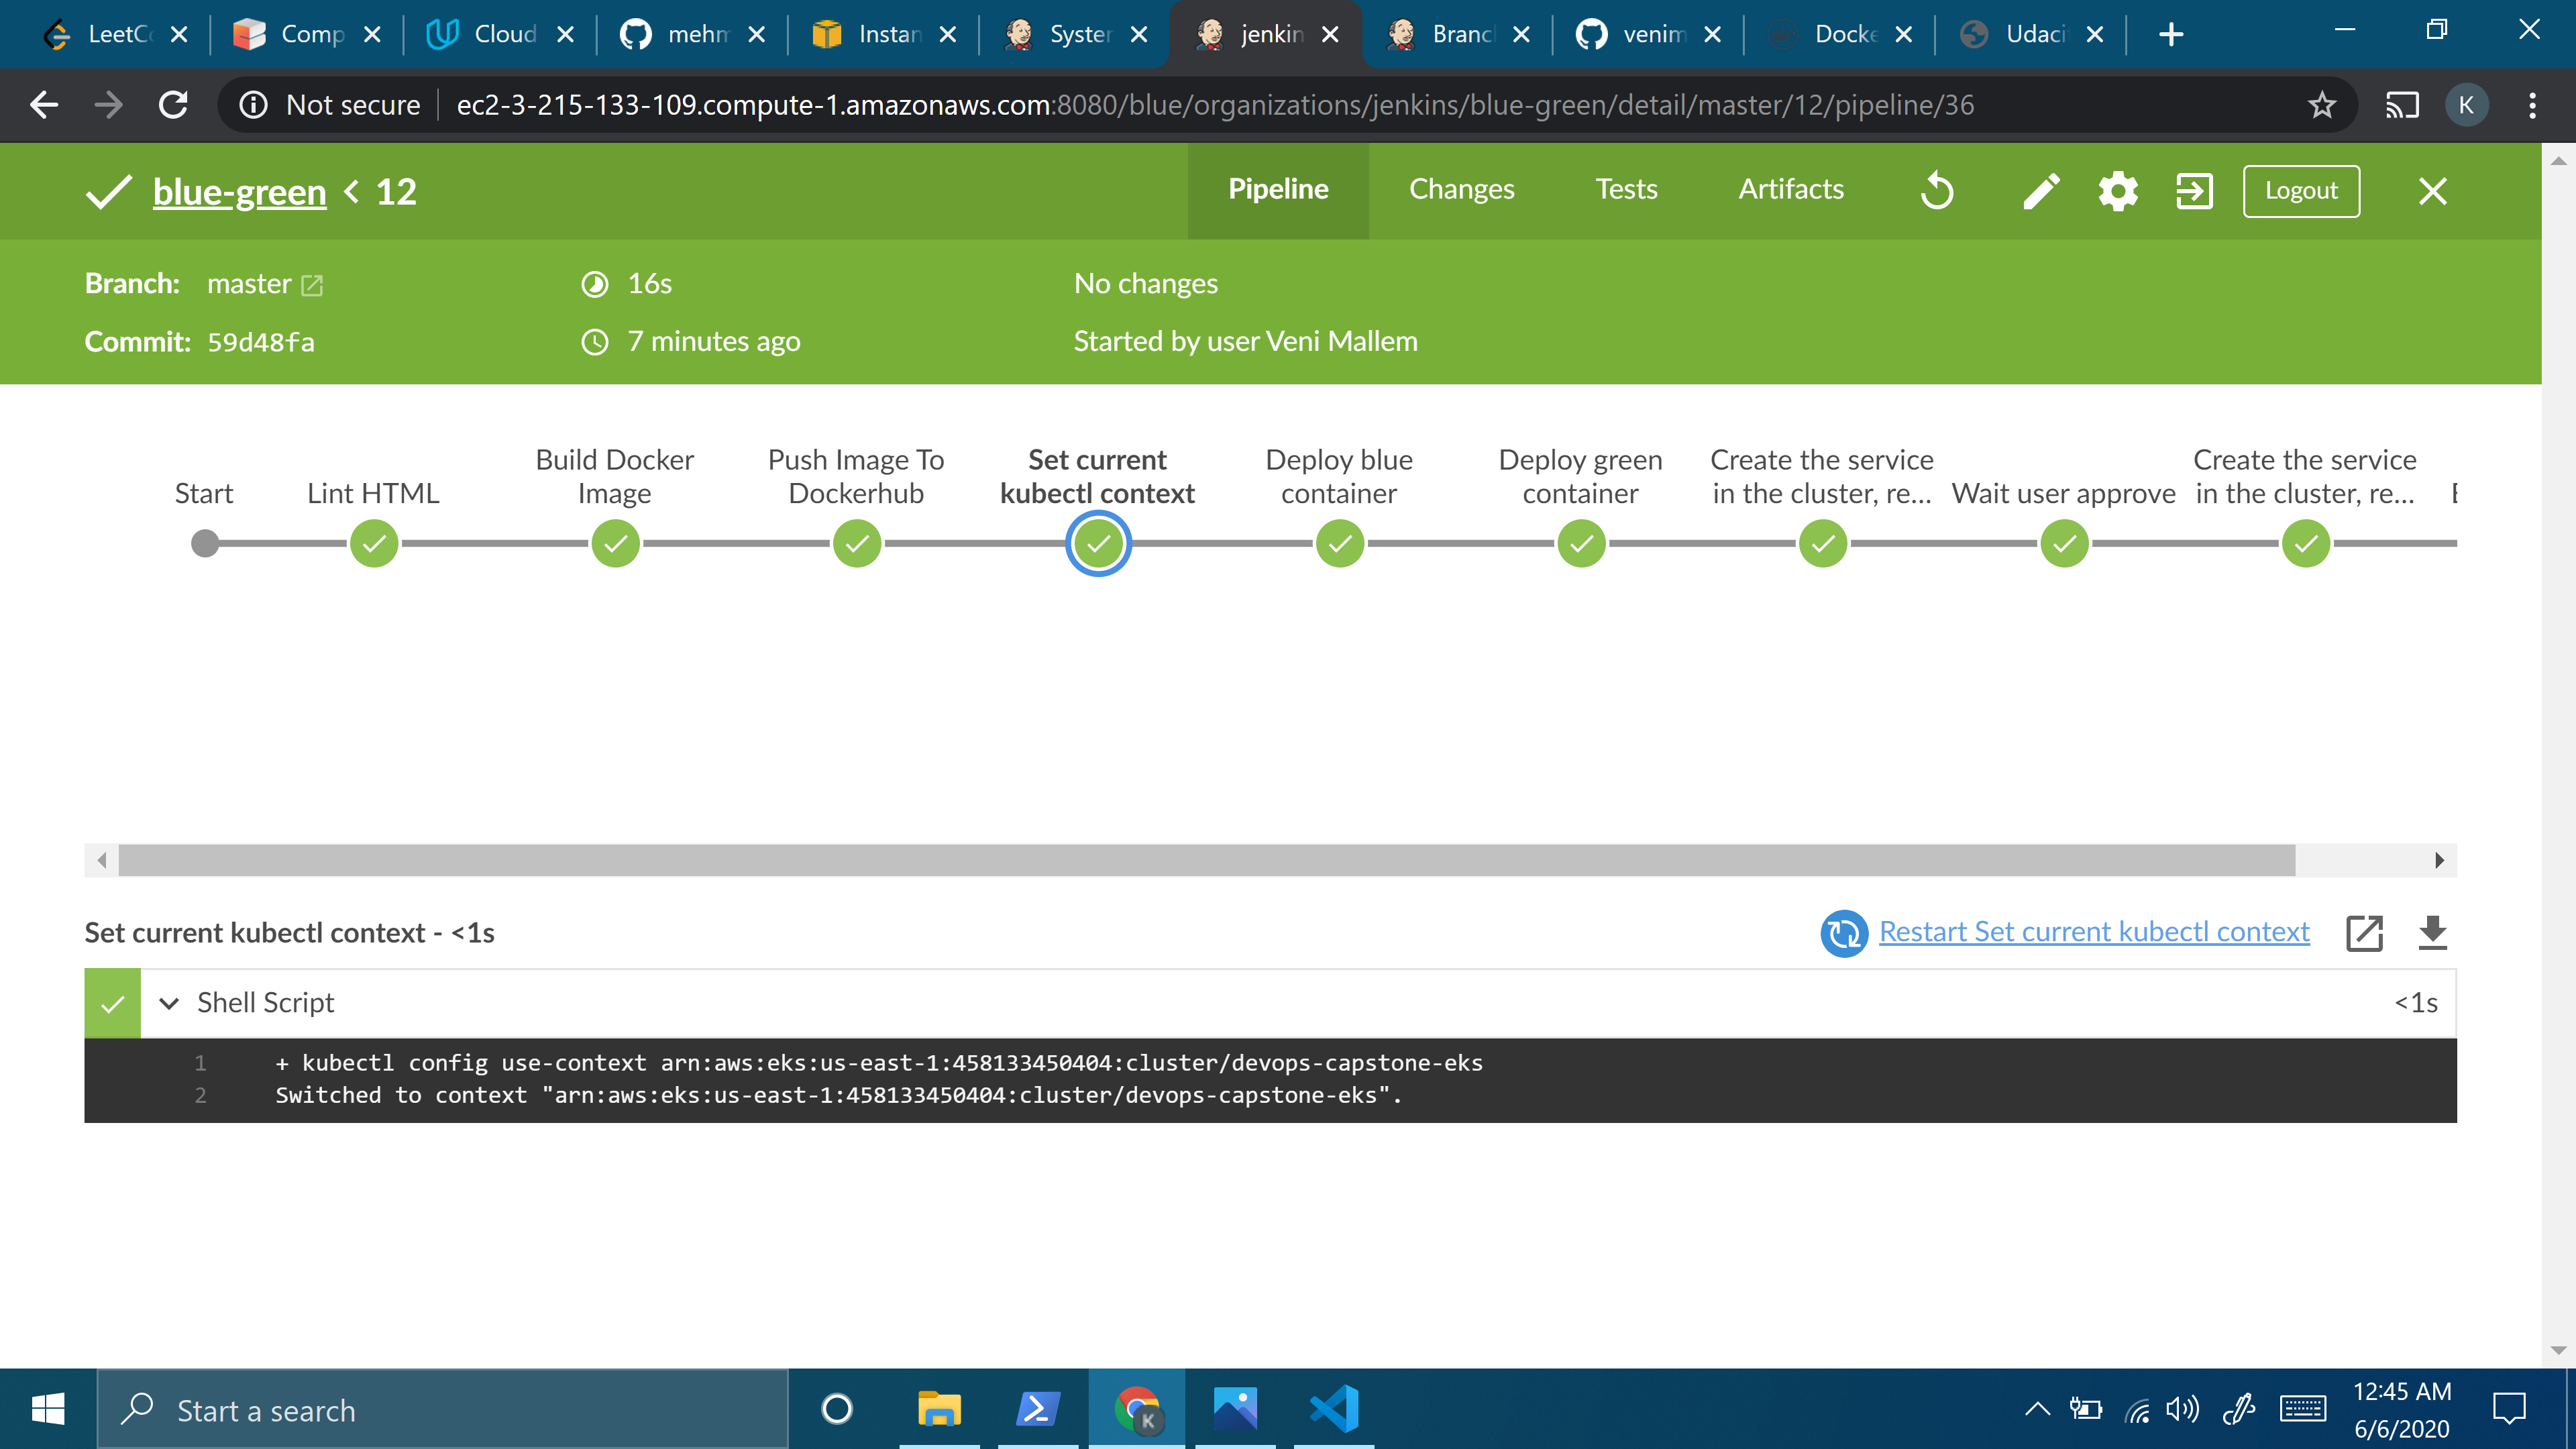 LeetC
Comp
Cloud
mehm
Instan
System
jenkin
Branc
venim
Docke
Udaci
Not secure
ec2-3-215-133-109.compute-1.amazonaws.com:8080/blue/organizations/jenkins/blue-green/detail/master/12/pipeline/36
K
blue-green < 12
Pipeline
Changes
Tests
Artifacts
Logout
Branch: master
16s
No changes
Commit: 59d48fa
7 minutes ago
Started by user Veni Mallem
Start
Lint HTML
Build Docker
Image
Push Image To
Dockerhub
Set current
kubectl context
Deploy blue
container
Deploy green
container
Create the service
in the cluster, re...
Wait user approve
Create the service
in the cluster, re...
Set current kubectl context - <1s
Restart Set current kubectl context
Shell Script
<1s
1 + kubectl config use-context arn:aws:eks:us-east-1:458133450404:cluster/devops-capstone-eks
2 Switched to context "arn:aws:eks:us-east-1:458133450404:cluster/devops-capstone-eks".
Start a search
K
12:45 AM
6/6/2020